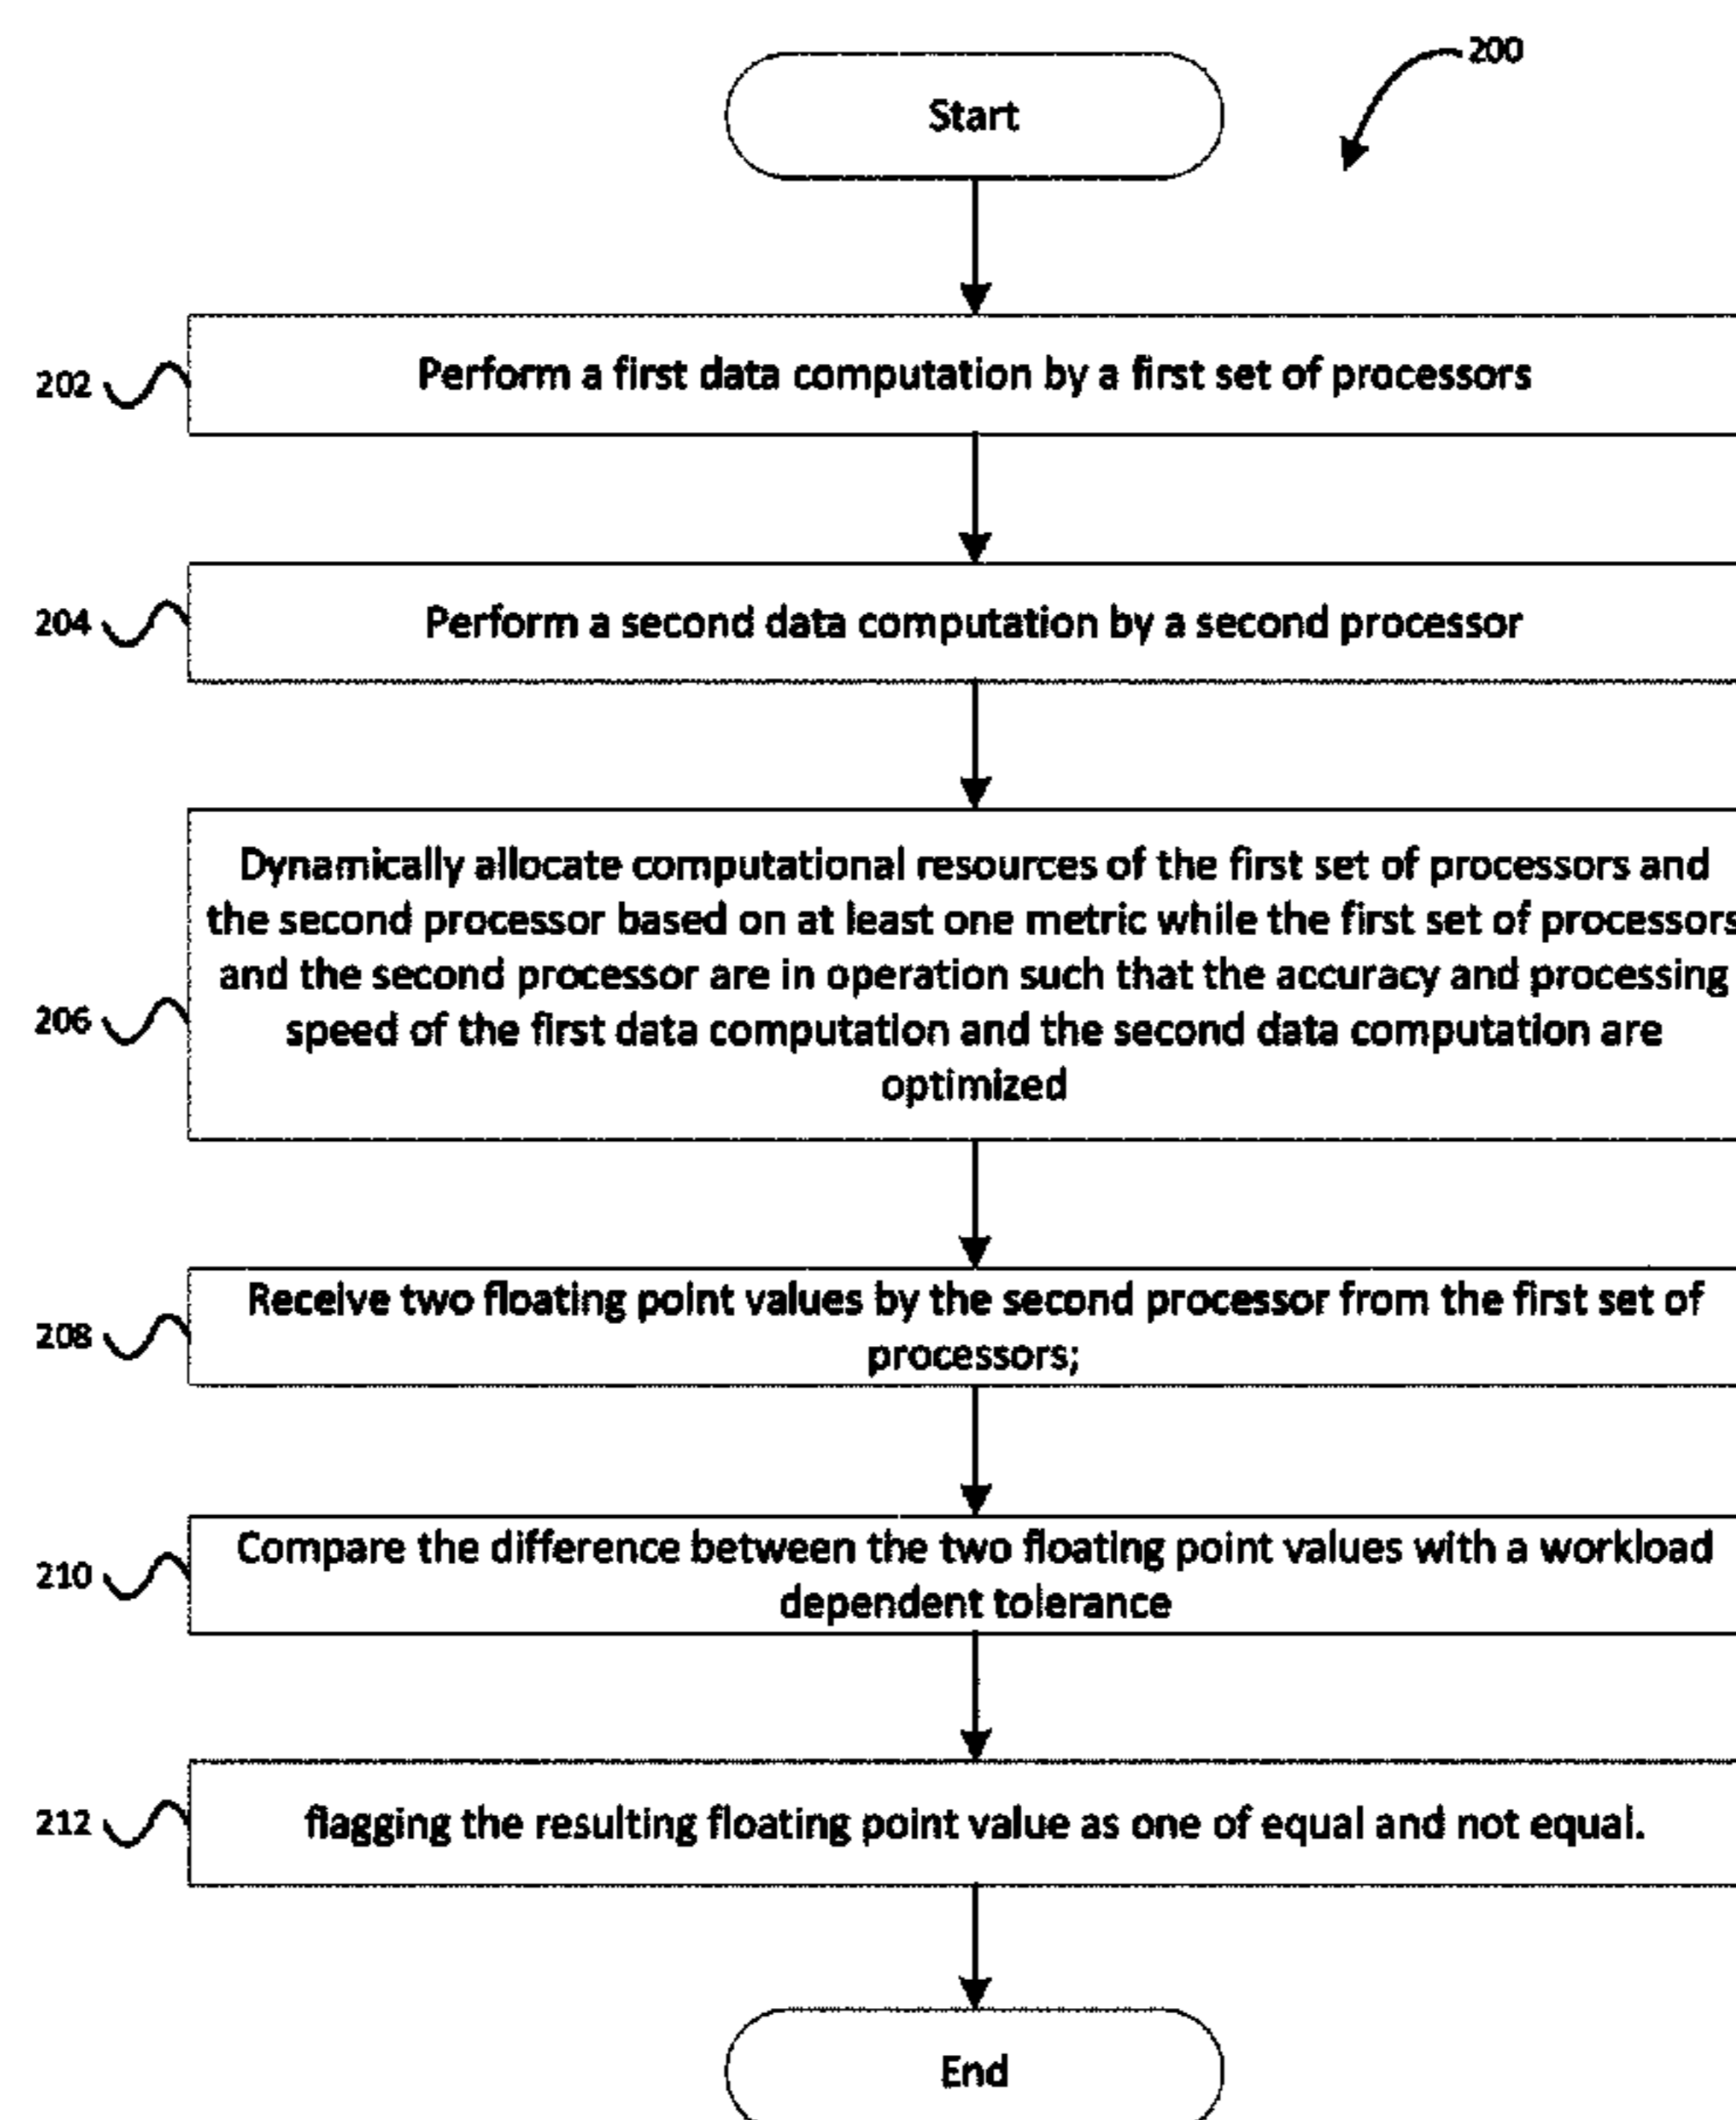 200
Start
202
Perform a first data computation by a first set of processors
204
Perform a second data computation by a second processor
Dynamically allocate computational resources of the first set of processors and
the second processor based on at least one metric while the first set of processors
and the second processor are in operation such that the accuracy and processing
206
speed of the first data computation and the second data computation are
optimized
208
Receive two floating point values by the second processor from the first set of
processors;
210
Compare the difference between the two floating point values with a workload
dependent tolerance
212
flagging the resulting floating point value as one of equal and not equal.
End